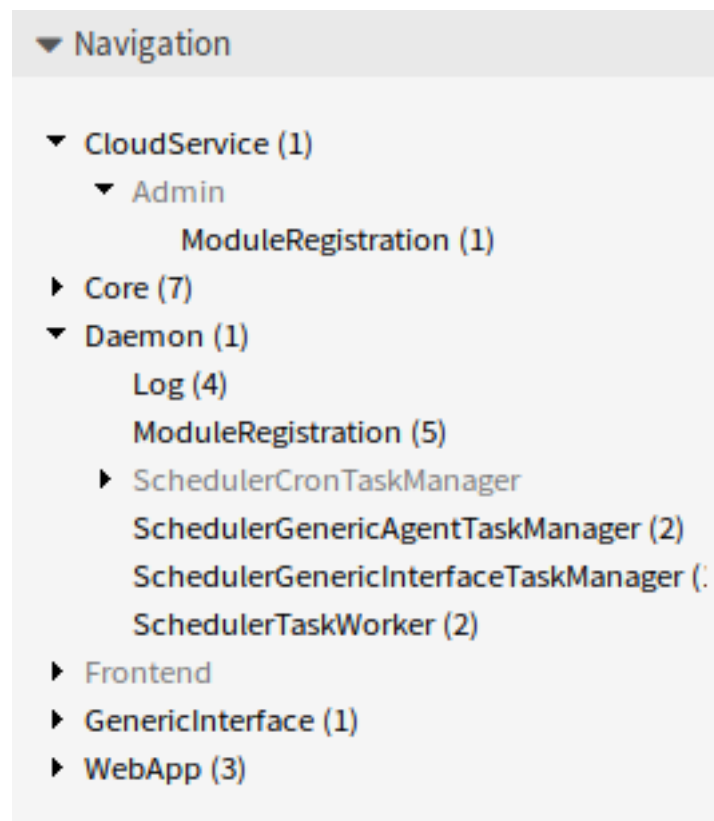 Navigation
CloudService (1)
Admin
ModuleRegistration (1)
Core (7)
Daemon (1)
Log (4)
ModuleRegistration (5)
SchedulerCronTaskManager
SchedulerGenericAgentTaskManager (2)
SchedulerGenericInterfaceTaskManager (
SchedulerTaskWorker (2)
Frontend
GenericInterface (1)
WebApp (3)